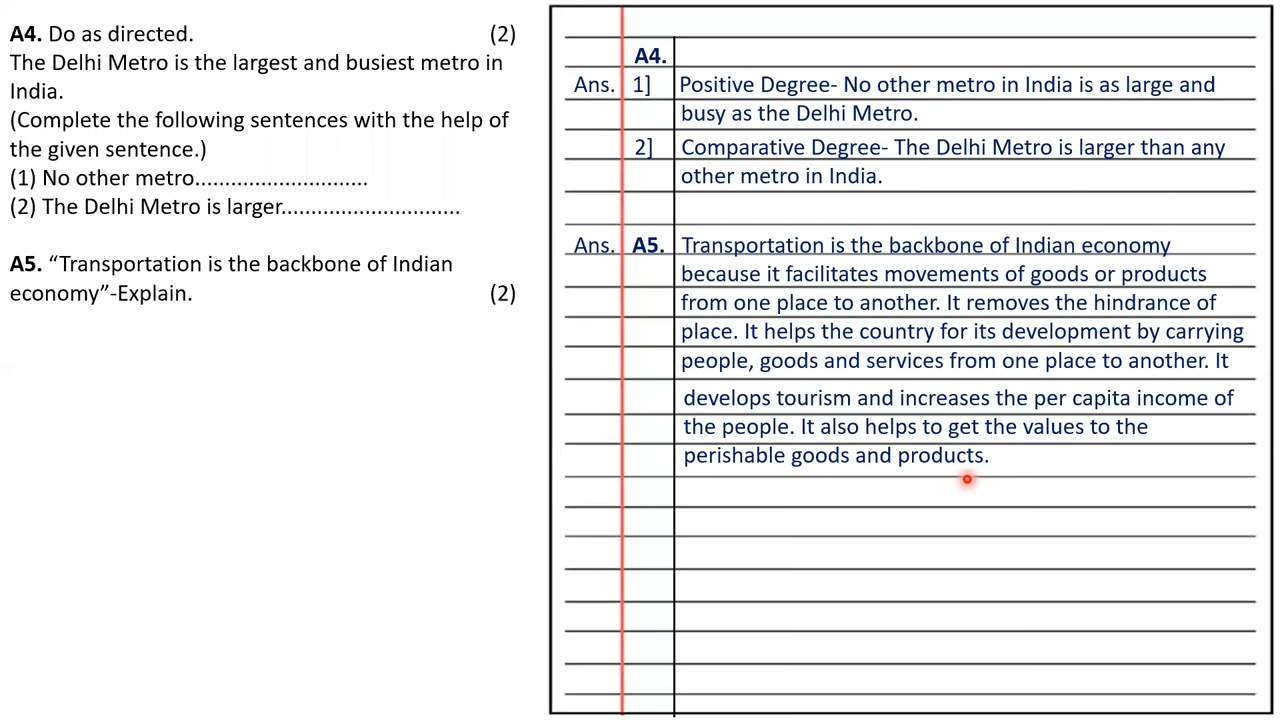 A4. Do as directed. (2)
The Delhi Metro is the largest and busiest metro in
India.
(Complete the following sentences with the help of
the given sentence.)
(1) No other metro.............................
(2) The Delhi Metro is larger..............................
A5. “Transportation is the backbone of Indian
economy”-Explain. (2)
A4.
Ans. 1] Positive Degree- No other metro in India is as large and
busy as the Delhi Metro.
2] Comparative Degree- The Delhi Metro is larger than any
other metro in India.
Ans. A5. Transportation is the backbone of Indian economy
because it facilitates movements of goods or products
from one place to another. It removes the hindrance of
place. It helps the country for its development by carrying
people, goods and services from one place to another. It
develops tourism and increases the per capita income of
the people. It also helps to get the values to the
perishable goods and products.